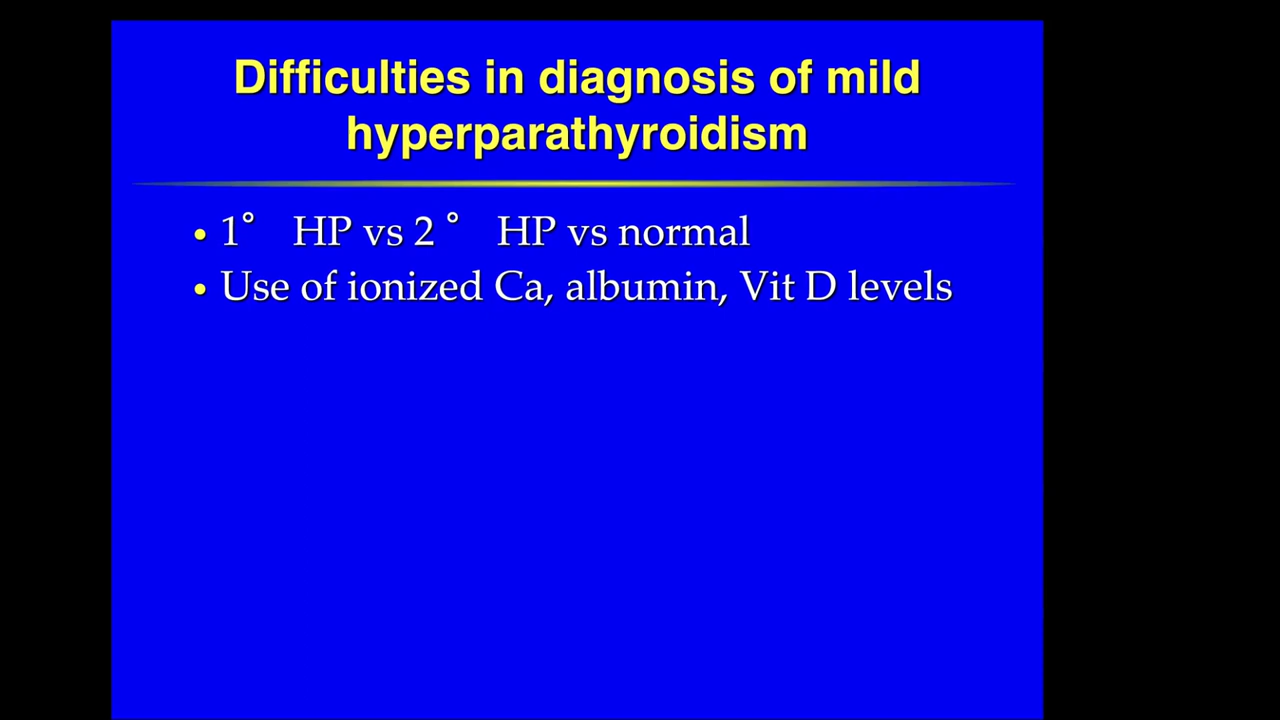 Difficulties in diagnosis of mild
hyperparathyroidism
• 1° HP vs 2 ° HP vs normal
• Use of ionized Ca, albumin, Vit D levels